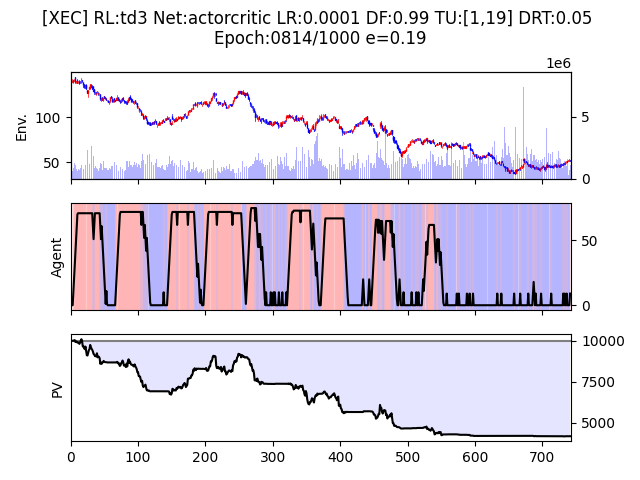 [XEC] RL:td3 Net:actorcritic LR:0.0001 DF:0.99 TU:[1,19] DRT:0.05
Epoch:0814/1000 e=0.19
1e6
Env.
100
50
5
0
Agent
50
0
PV
10000
7500
5000
0 100 200 300 400 500 600 700